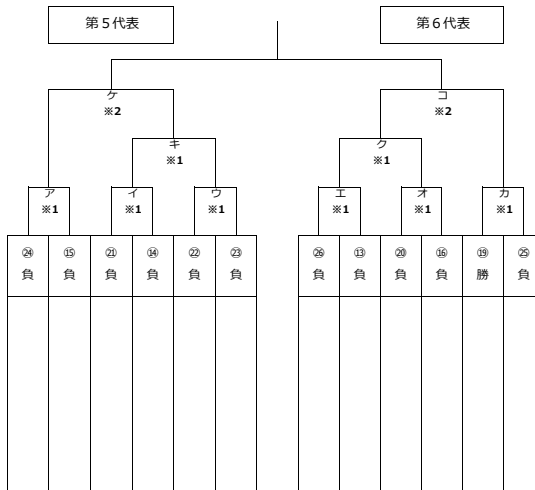 第５代表 第６代表
ケ コ
※2 ※2
キ ク
※1 ※1
ア イ ウ エ オ カ
※1 ※1 ※1 ※1 ※1 ※1
㉔ ⑮ ㉑ ⑭ ㉒ ㉓ ㉖ ⑬ ⑳ ⑯ ⑲ ㉕
負 負 負 負 負 負 負 負 負 負 勝 負